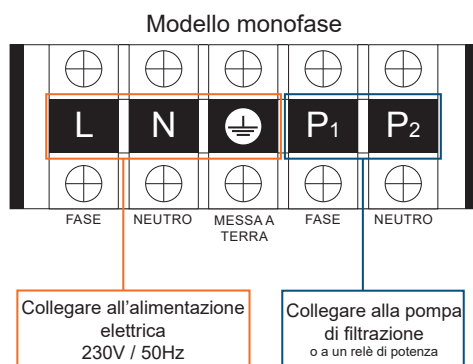 Modello monofase
L N P1 P2
FASE NEUTRO MESSA A TERRA FASE NEUTRO
Collegare all’alimentazione
elettrica
230V / 50Hz
Collegare alla pompa
di filtrazione
o a un relè di potenza